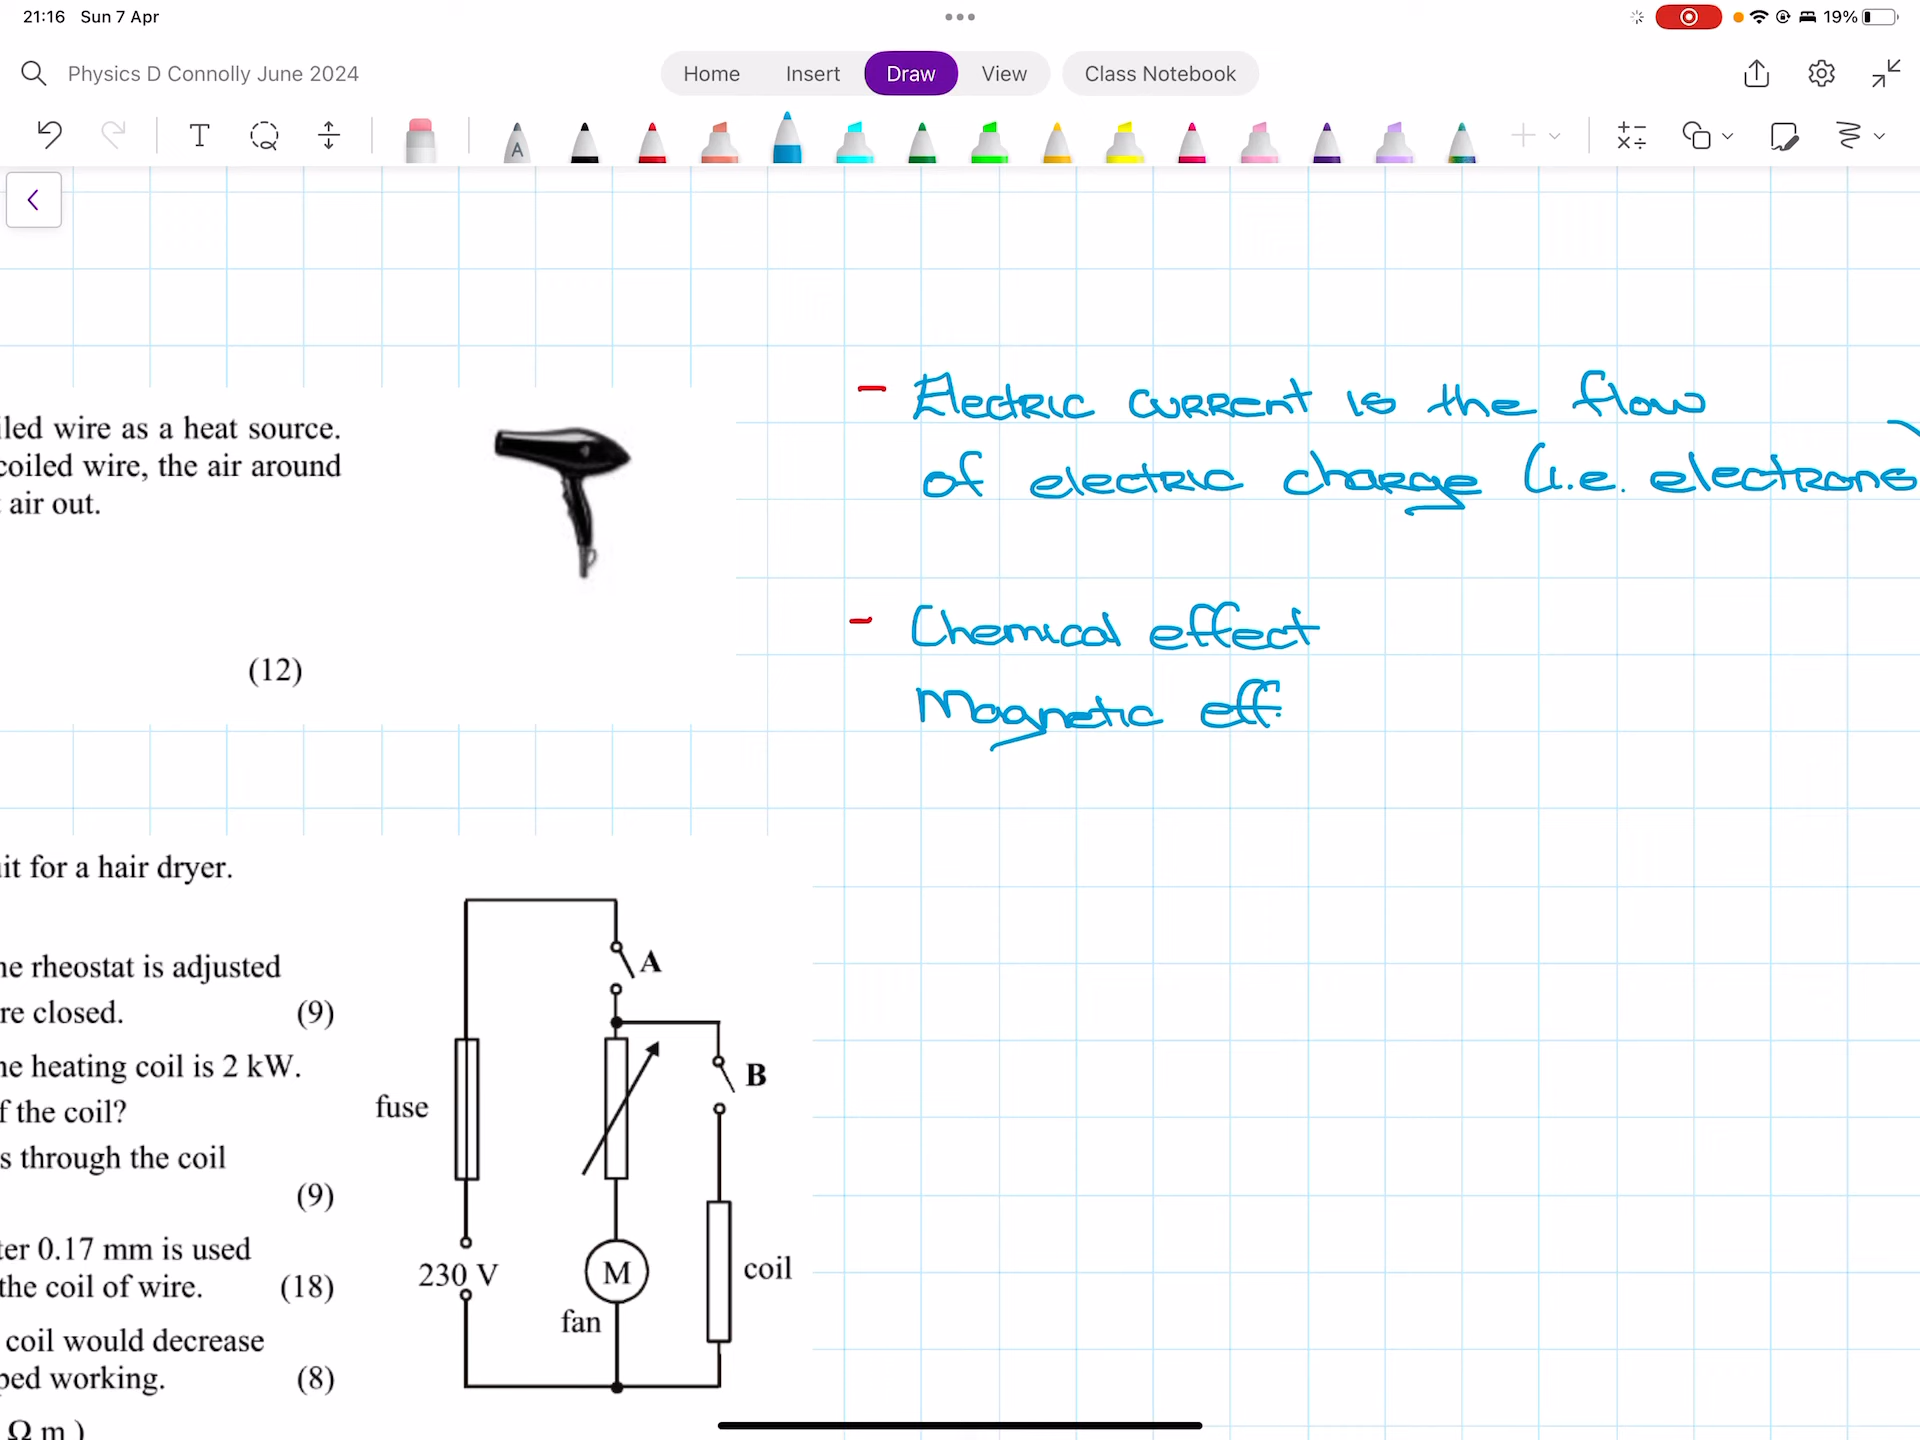 21:16 Sun 7 Apr
19%
Physics D Connolly June 2024
Home Insert Draw View Class Notebook
T
A
iled wire as a heat source.
coiled wire, the air around
air out.
(12)
- Electric current is the flow
of electric charge (i.e. electrons)
- Chemical effect
Magnetic eff.
it for a hair dryer.
he rheostat is adjusted
re closed. (9)
he heating coil is 2 kW.
f the coil?
s through the coil
(9)
ter 0.17 mm is used
the coil of wire. (18)
coil would decrease
ped working. (8)
Ω m )
A
B
fuse
230 V
M
fan
coil